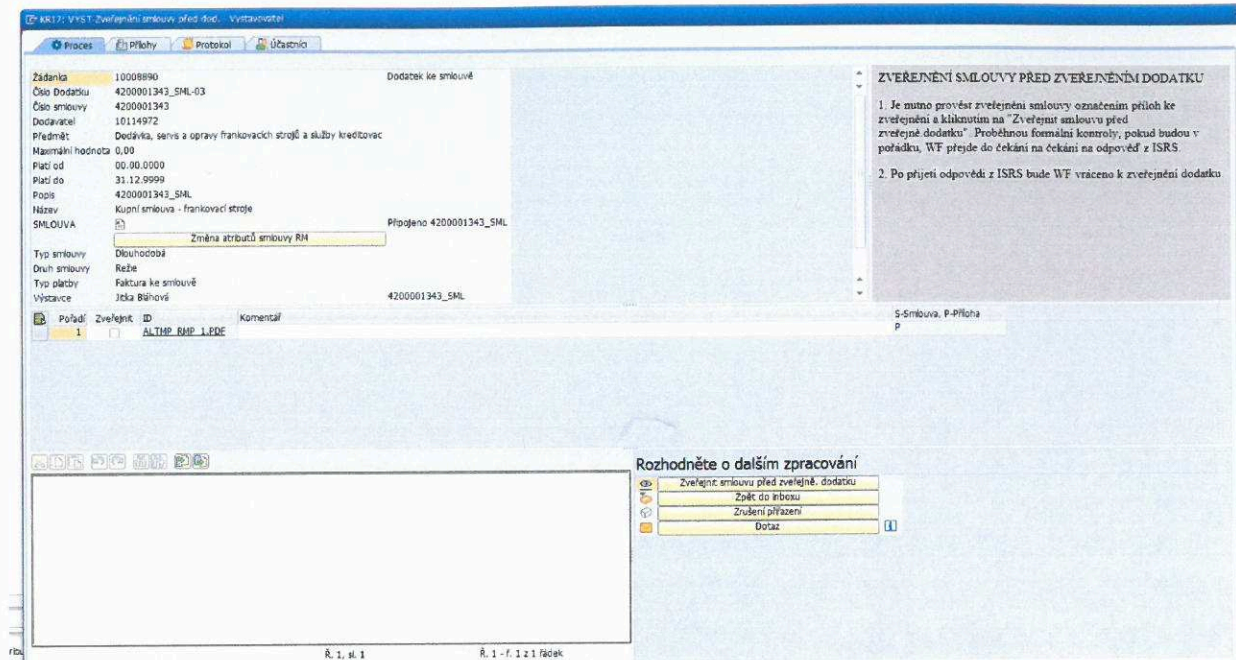 KR17: VYST-Zveřejnění smlouvy před dod. - Vystavovatel
Proces Přílohy Protokol Účastníci
Žádanka 10008890 Dodatek ke smlouvě
Číslo Dodatku 4200001343_SML-03
Číslo smlouvy 4200001343
Dodavatel 10114972
Předmět Dodávka, servis a opravy frankovacích strojů a služby kreditovac
Maximální hodnota 0,00
Platí od 00.00.0000
Platí do 31.12.9999
Popis 4200001343_SML
Název Kupní smlouva - frankovací stroje
SMLOUVA Připojeno 4200001343_SML
Změna atributů smlouvy RM
Typ smlouvy Dlouhodobá
Druh smlouvy Režie
Typ platby Faktura ke smlouvě
Výstavce Jitka Bláhová 4200001343_SML
ZVEŘEJNĚNÍ SMLOUVY PŘED ZVEŘEJNĚNÍM DODATKU
1. Je nutno provést zveřejnění smlouvy označením příloh ke
zveřejnění a kliknutím na "Zveřejnit smlouvu před
zveřejně.dodatku". Proběhnou formální kontroly, pokud budou v
pořádku, WF přejde do čekání na čekání na odpověď z ISRS.
2. Po přijetí odpovědi z ISRS bude WF vráceno k zveřejnění dodatku
Pořadí Zveřejnit ID Komentář S-Smlouva, P-Příloha
1 ALTMP_RMP_1.PDF P
Rozhodněte o dalším zpracování
Zveřejnit smlouvu před zveřejně. dodatku
Zpět do inboxu
Zrušení přiřazení
Dotaz
Ř. 1, sl. 1 Ř. 1 - ř. 1 z 1 řádek